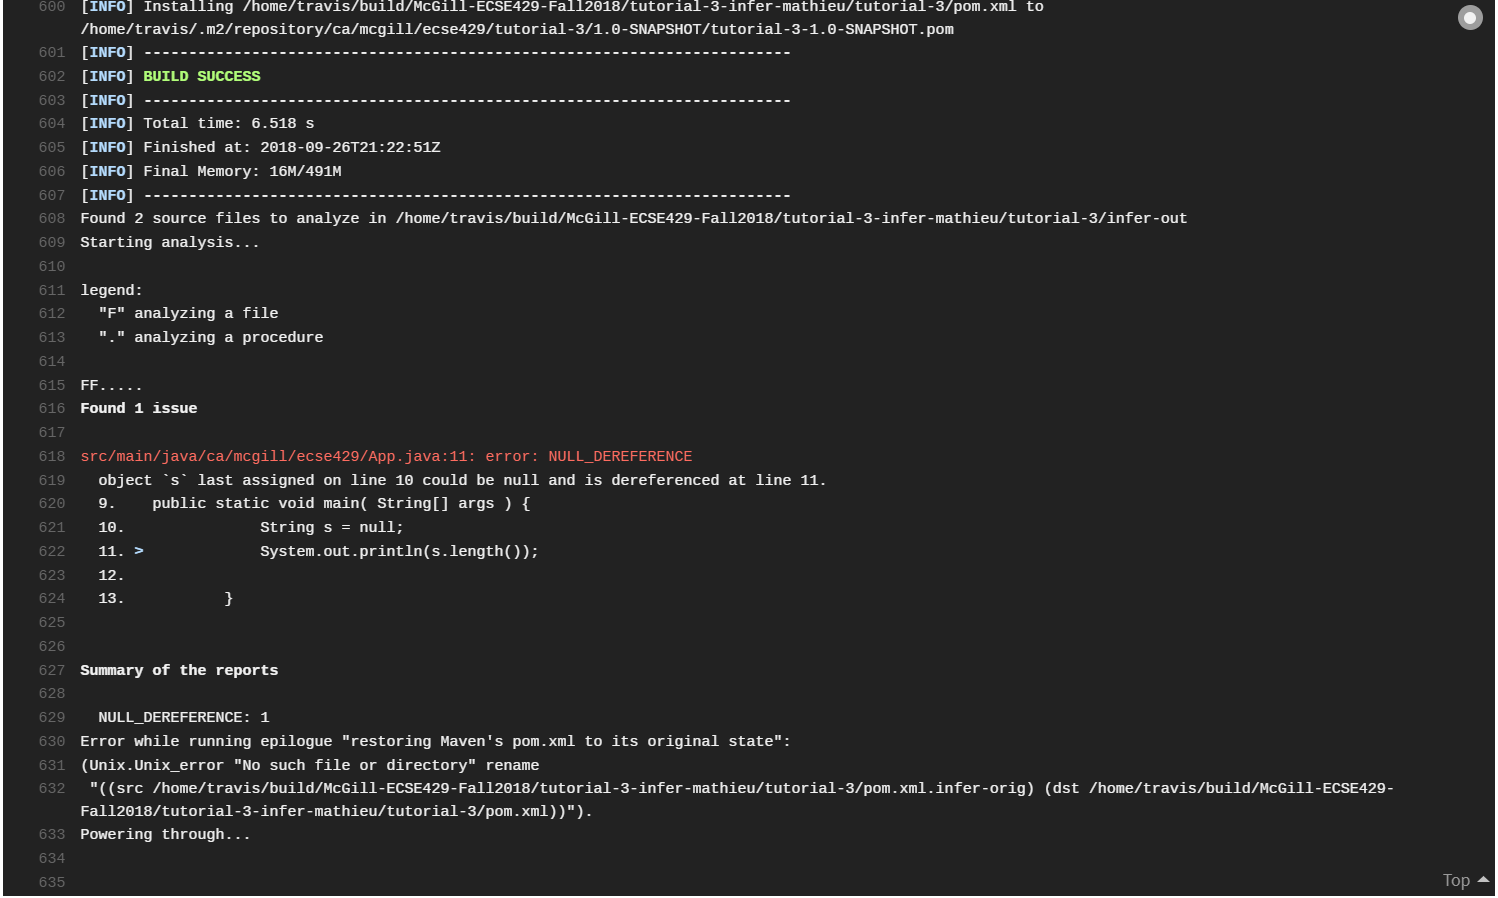 600 [INFO] Installing /home/travis/build/McGill-ECSE429-Fall2018/tutorial-3-infer-mathieu/tutorial-3/pom.xml to
/home/travis/.m2/repository/ca/mcgill/ecse429/tutorial-3/1.0-SNAPSHOT/tutorial-3-1.0-SNAPSHOT.pom
601 [INFO] ------------------------------------------------------------------------
602 [INFO] BUILD SUCCESS
603 [INFO] ------------------------------------------------------------------------
604 [INFO] Total time: 6.518 s
605 [INFO] Finished at: 2018-09-26T21:22:51Z
606 [INFO] Final Memory: 16M/491M
607 [INFO] ------------------------------------------------------------------------
608 Found 2 source files to analyze in /home/travis/build/McGill-ECSE429-Fall2018/tutorial-3-infer-mathieu/tutorial-3/infer-out
609 Starting analysis...
610
611 legend:
612   "F" analyzing a file
613   "." analyzing a procedure
614
615 FF.....
616 Found 1 issue
617
618 src/main/java/ca/mcgill/ecse429/App.java:11: error: NULL_DEREFERENCE
619   object `s` last assigned on line 10 could be null and is dereferenced at line 11.
620   9.    public static void main( String[] args ) {
621   10.               String s = null;
622   11. >             System.out.println(s.length());
623   12.
624   13.           }
625
626
627 Summary of the reports
628
629   NULL_DEREFERENCE: 1
630 Error while running epilogue "restoring Maven's pom.xml to its original state":
631 (Unix.Unix_error "No such file or directory" rename
632  "((src /home/travis/build/McGill-ECSE429-Fall2018/tutorial-3-infer-mathieu/tutorial-3/pom.xml.infer-orig) (dst /home/travis/build/McGill-ECSE429-
Fall2018/tutorial-3-infer-mathieu/tutorial-3/pom.xml))").
633 Powering through...
634
635
Top